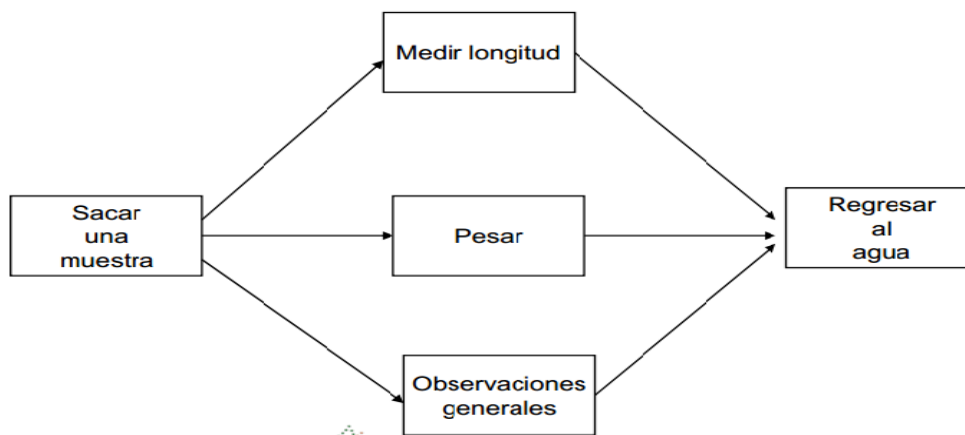 Medir longitud
Sacar
una
muestra
Pesar
Regresar
al
agua
Observaciones
generales